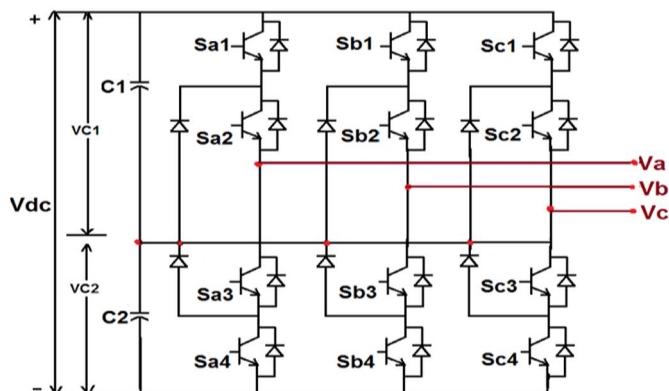 +
Sa1
Sb1
Sc1
C1
VC1
Sa2
Sb2
Sc2
Va
Vb
Vc
Vdc
VC2
Sa3
Sb3
Sc3
C2
Sa4
Sb4
Sc4
–